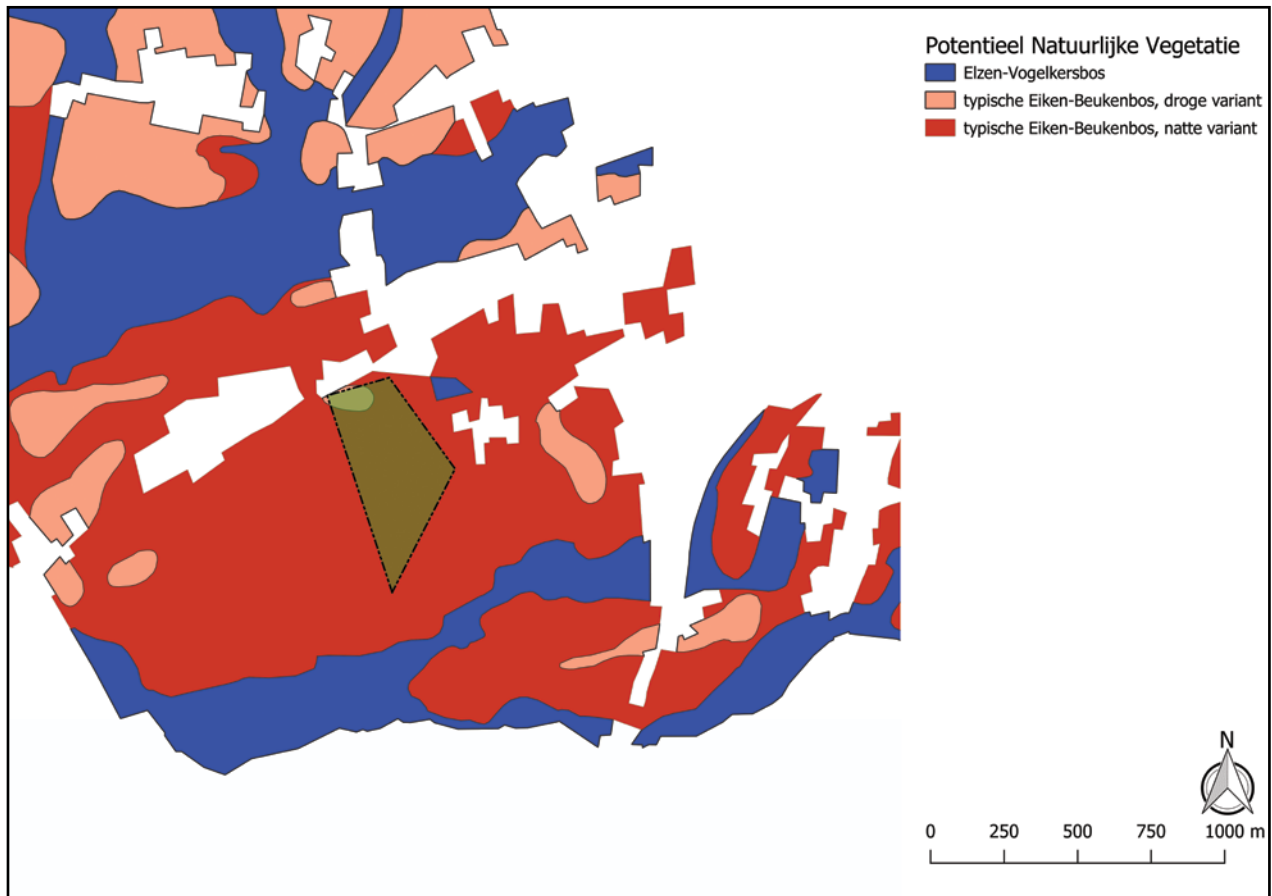 Potentieel Natuurlijke Vegetatie
Elzen-Vogelkersbos
typische Eiken-Beukenbos, droge variant
typische Eiken-Beukenbos, natte variant
N
0 250 500 750 1000 m